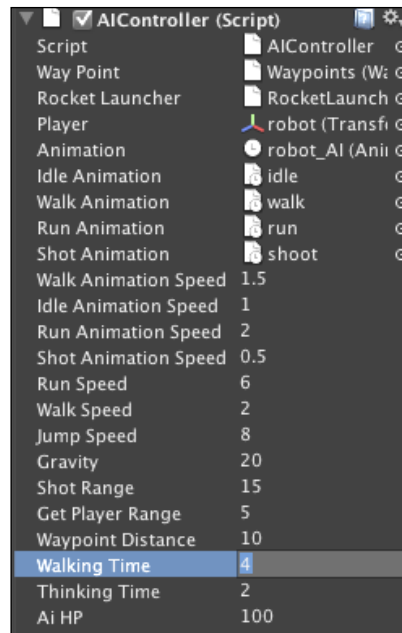 AIController (Script)
Script AIController
Way Point Waypoints (Wa
Rocket Launcher RocketLaunch
Player robot (Transf
Animation robot_AI (Ani
Idle Animation idle
Walk Animation walk
Run Animation run
Shot Animation shoot
Walk Animation Speed 1.5
Idle Animation Speed 1
Run Animation Speed 2
Shot Animation Speed 0.5
Run Speed 6
Walk Speed 2
Jump Speed 8
Gravity 20
Shot Range 15
Get Player Range 5
Waypoint Distance 10
Walking Time 4
Thinking Time 2
Ai HP 100